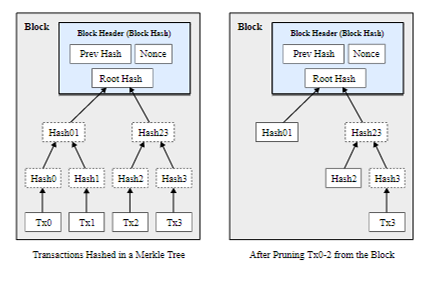 Block
Block Header (Block Hash)
Prev Hash
Nonce
Root Hash
Hash01
Hash23
Hash0
Hash1
Hash2
Hash3
Tx0
Tx1
Tx2
Tx3
Transactions Hashed in a Merkle Tree
Block
Block Header (Block Hash)
Prev Hash
Nonce
Root Hash
Hash01
Hash23
Hash2
Hash3
Tx3
After Pruning Tx0-2 from the Block